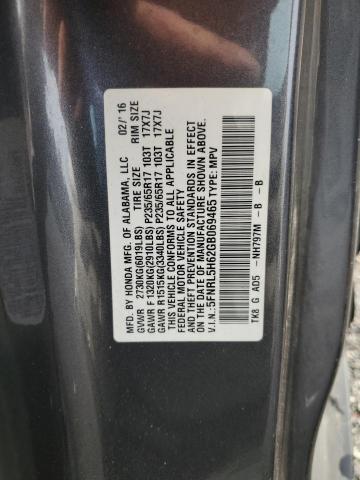 MFD. BY HONDA MFG. OF ALABAMA, LLC 02/'16
GVWR 2730KG(6019LBS) TIRE SIZE RIM SIZE
GAWR F 1320KG(2910LBS) P235/65R17 103T 17X7J
GAWR R 1515KG(3340LBS) P235/65R17 103T 17X7J
THIS VEHICLE CONFORMS TO ALL APPLICABLE
FEDERAL MOTOR VEHICLE SAFETY
AND THEFT PREVENTION STANDARDS IN EFFECT
ON THE DATE OF MANUFACTURE SHOWN ABOVE.
V.I.N.: 5FNRL5H62GB069465 TYPE: MPV
TK8 G AD5 -NH797M -B -B